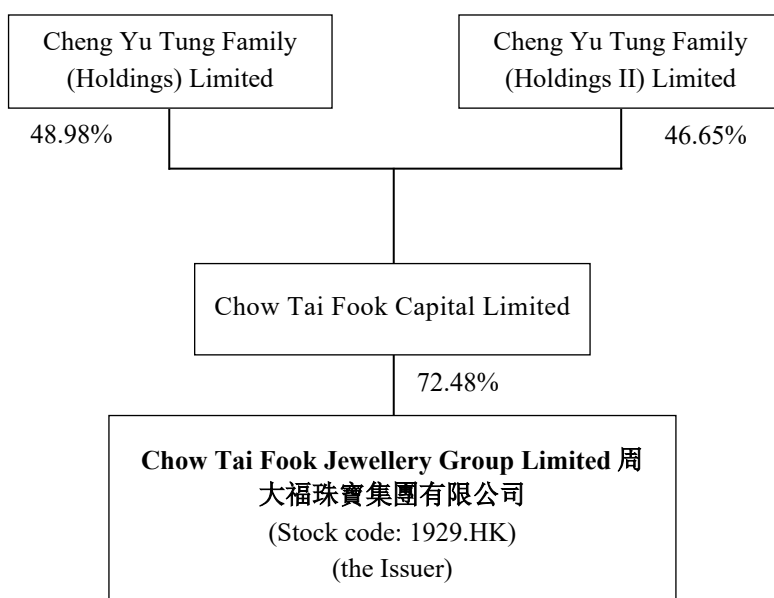 Cheng Yu Tung Family
(Holdings) Limited
Cheng Yu Tung Family
(Holdings II) Limited
48.98%
46.65%
Chow Tai Fook Capital Limited
72.48%
Chow Tai Fook Jewellery Group Limited 周
大福珠寶集團有限公司
(Stock code: 1929.HK)
(the Issuer)